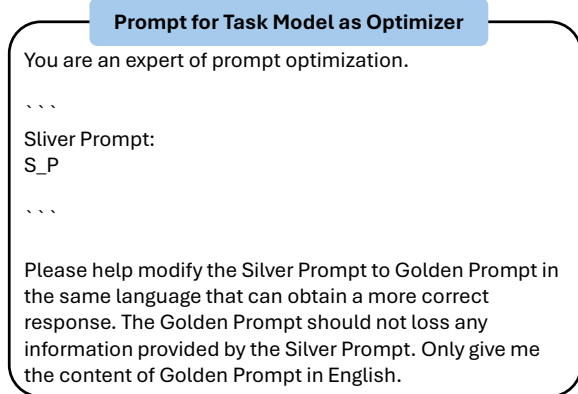 Prompt for Task Model as Optimizer
You are an expert of prompt optimization.
```
Sliver Prompt:
S_P
```
Please help modify the Silver Prompt to Golden Prompt in
the same language that can obtain a more correct
response. The Golden Prompt should not loss any
information provided by the Silver Prompt. Only give me
the content of Golden Prompt in English.